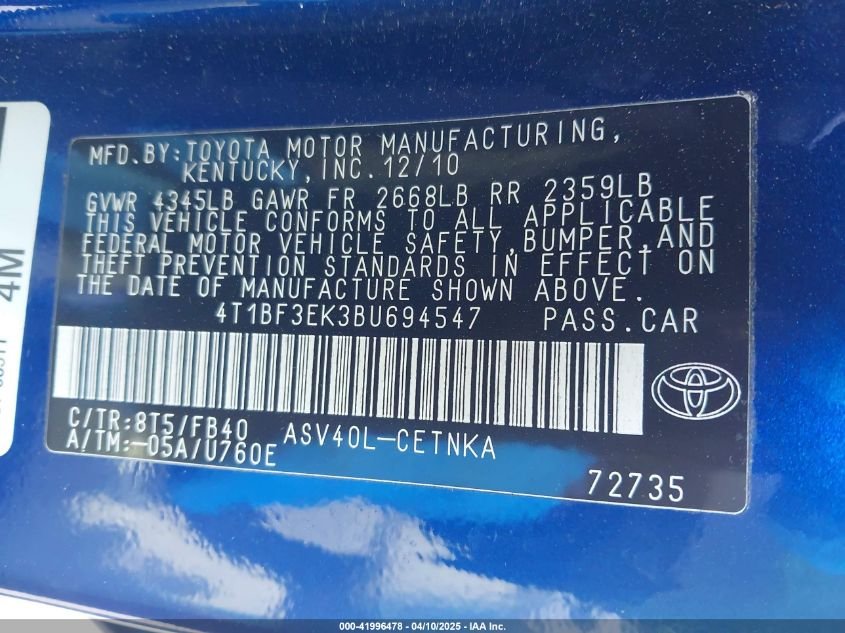 MFD.BY:TOYOTA MOTOR MANUFACTURING,
KENTUCKY, INC.12/10
GVWR 4345LB GAWR FR 2668LB RR 2359LB
THIS VEHICLE CONFORMS TO ALL APPLICABLE
FEDERAL MOTOR VEHICLE SAFETY,BUMPER,AND
THEFT PREVENTION STANDARDS IN EFFECT ON
THE DATE OF MANUFACTURE SHOWN ABOVE.
4T1BF3EK3BU694547 PASS.CAR
C/TR:8T5/FB40 ASV40L-CETNKA
A/TM:-05A/U760E
72735
4M
000-41996478 - 04/10/2025 - IAA Inc.